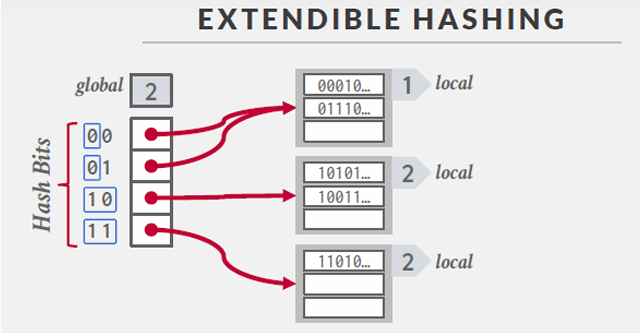 EXTENDIBLE HASHING
global 2
Hash Bits
00
01
10
11
00010...
01110...
1 local
10101...
10011...
2 local
11010...
2 local